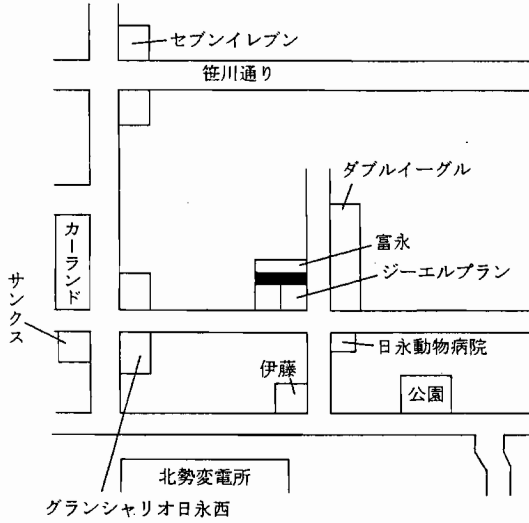 セブンイレブン
笹川通り
ダブルイーグル
富永
ジーエルプラン
カーランド
サンクス
日永動物病院
伊藤
公園
北勢変電所
グランシャリオ日永西